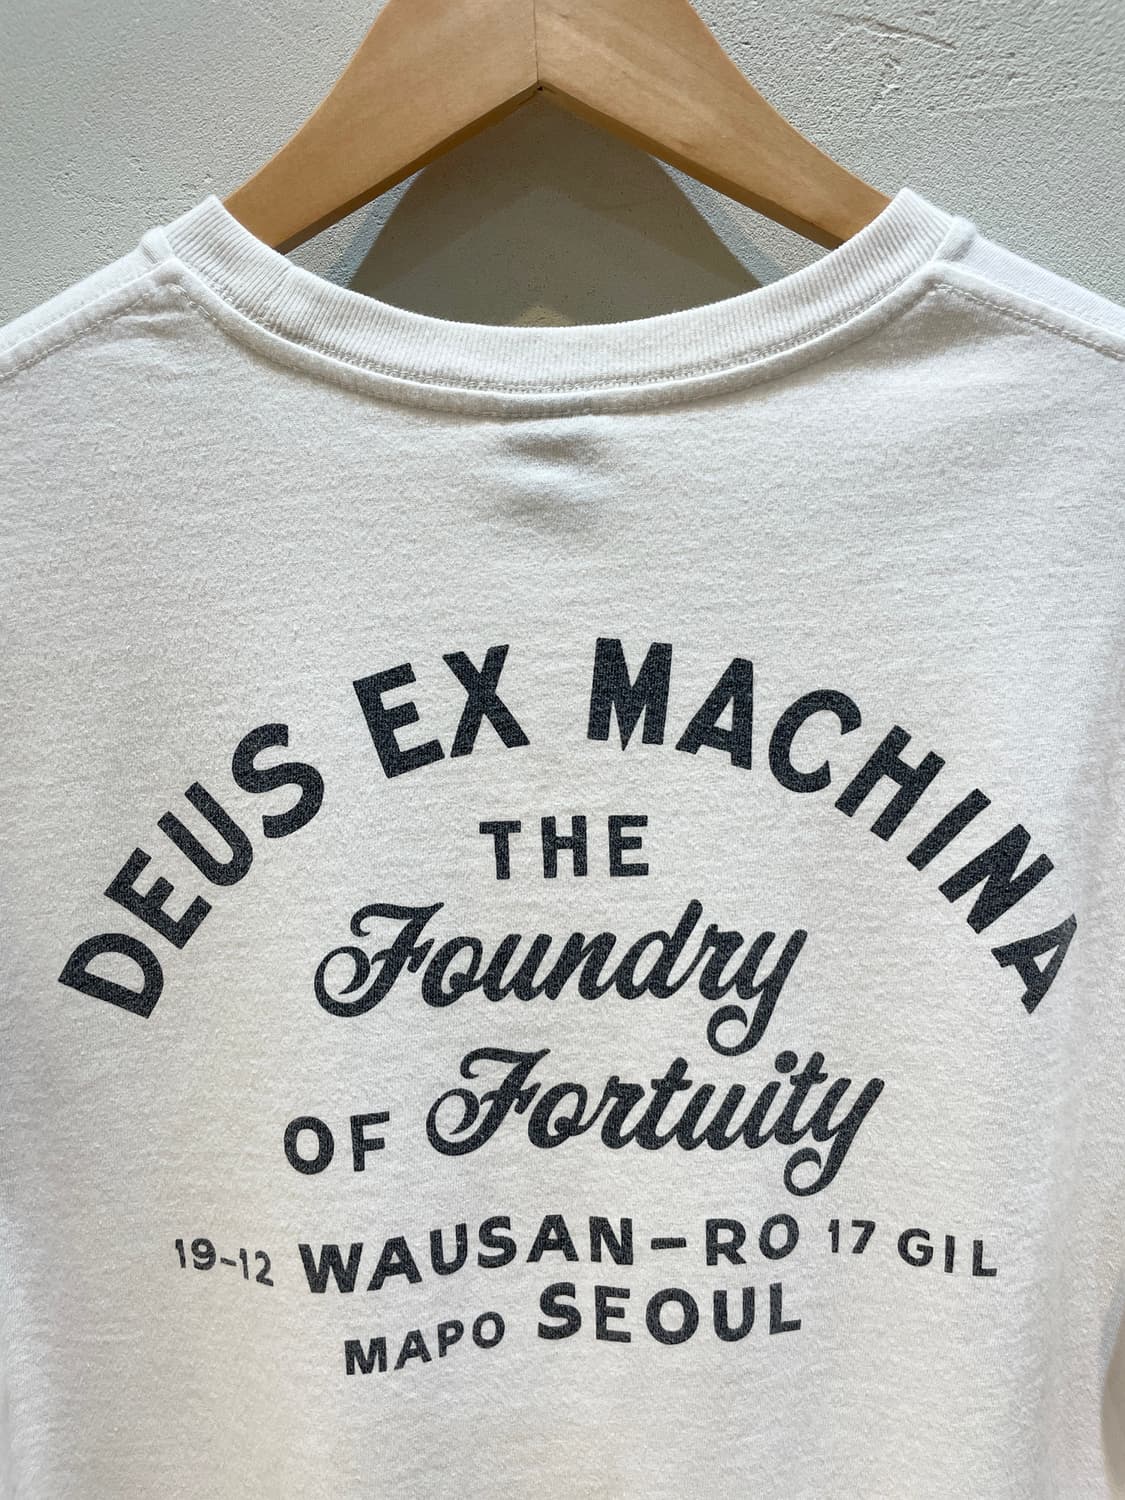 DEUS EX MACHINA
THE
Foundry
OF Fortuity
19-12 WAUSAN-RO 17 GIL
MAPO SEOUL